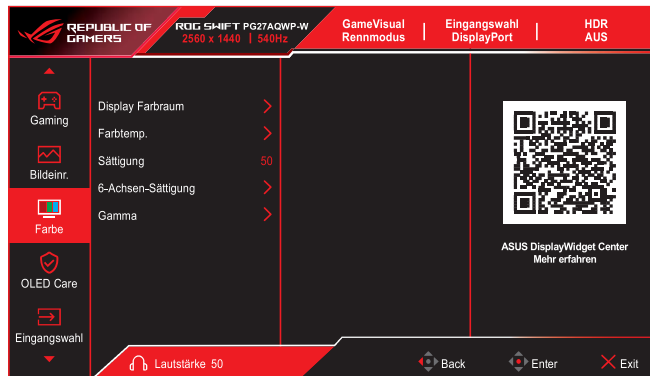 REPUBLIC OF
GAMERS
ROG SWIFT PG27AQWP-W
2560 x 1440 | 540Hz
GameVisual
Rennmodus
Eingangswahl
DisplayPort
HDR
AUS
Gaming
Bildeinr.
Farbe
OLED Care
Eingangswahl
Display Farbraum
Farbtemp.
Sättigung 50
6-Achsen-Sättigung
Gamma
ASUS DisplayWidget Center
Mehr erfahren
Lautstärke 50
Back
Enter
Exit